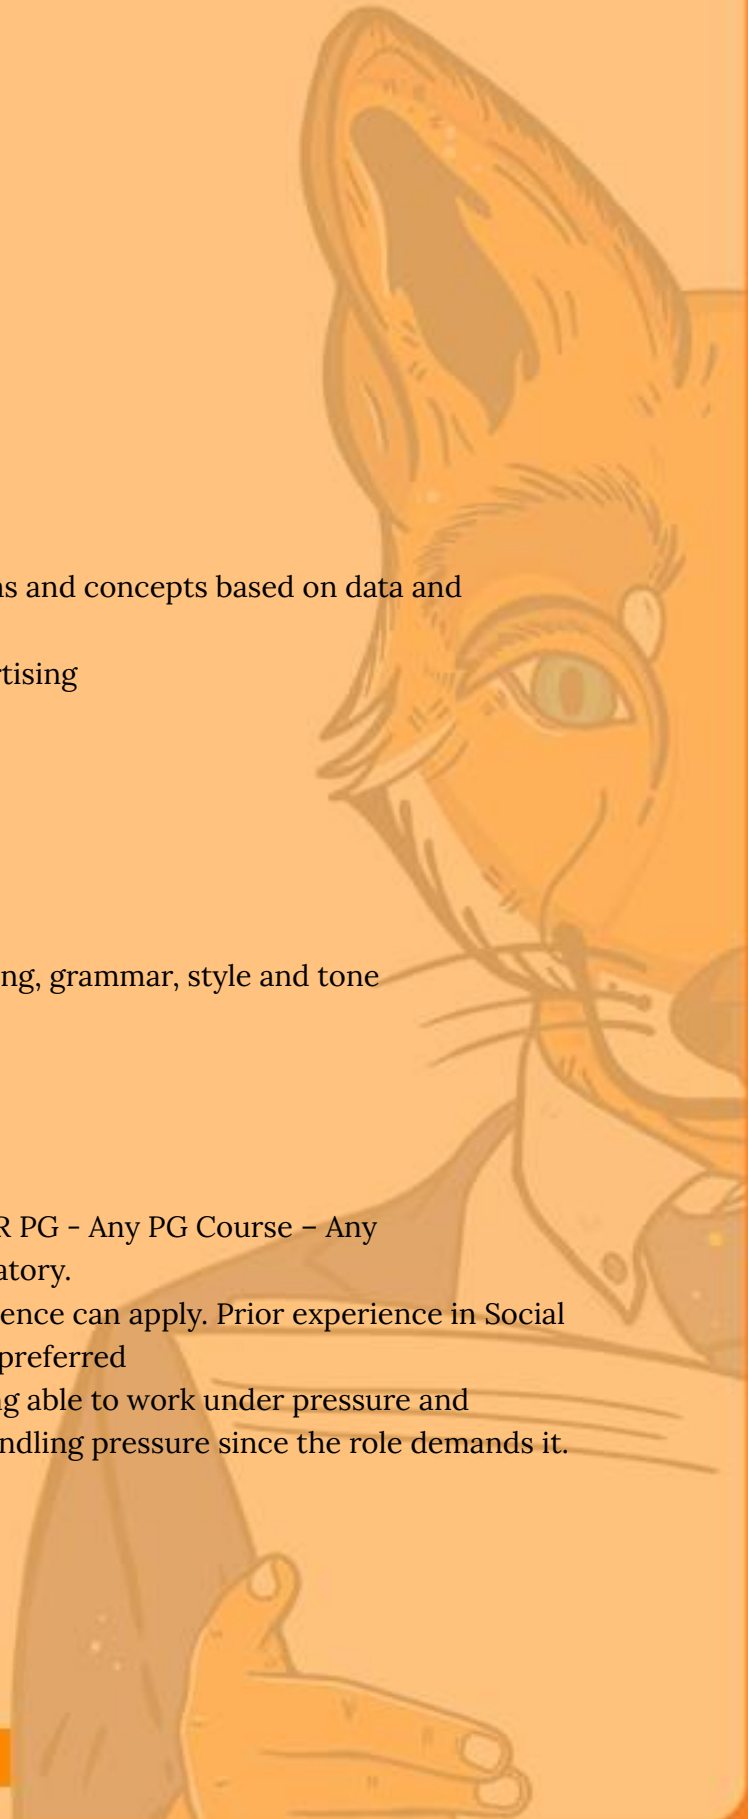 ns and concepts based on data and
tising
ng, grammar, style and tone
R PG - Any PG Course – Any
atory.
ence can apply. Prior experience in Social
preferred
g able to work under pressure and
ndling pressure since the role demands it.